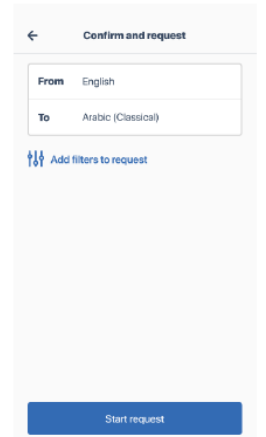 Confirm and request
From English
To Arabic (Classical)
Add filters to request
Start request